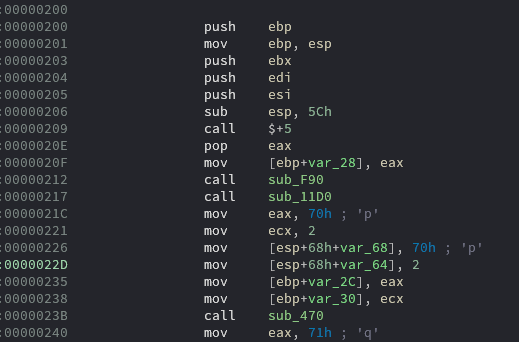 :00000200
:00000200 push ebp
:00000201 mov ebp, esp
:00000203 push ebx
:00000204 push edi
:00000205 push esi
:00000206 sub esp, 5Ch
:00000209 call $+5
:0000020E pop eax
:0000020F mov [ebp+var_28], eax
:00000212 call sub_F90
:00000217 call sub_11D0
:0000021C mov eax, 70h ; 'p'
:00000221 mov ecx, 2
:00000226 mov [esp+68h+var_68], 70h ; 'p'
:0000022D mov [esp+68h+var_64], 2
:00000235 mov [ebp+var_2C], eax
:00000238 mov [ebp+var_30], ecx
:0000023B call sub_470
:00000240 mov eax, 71h ; 'q'